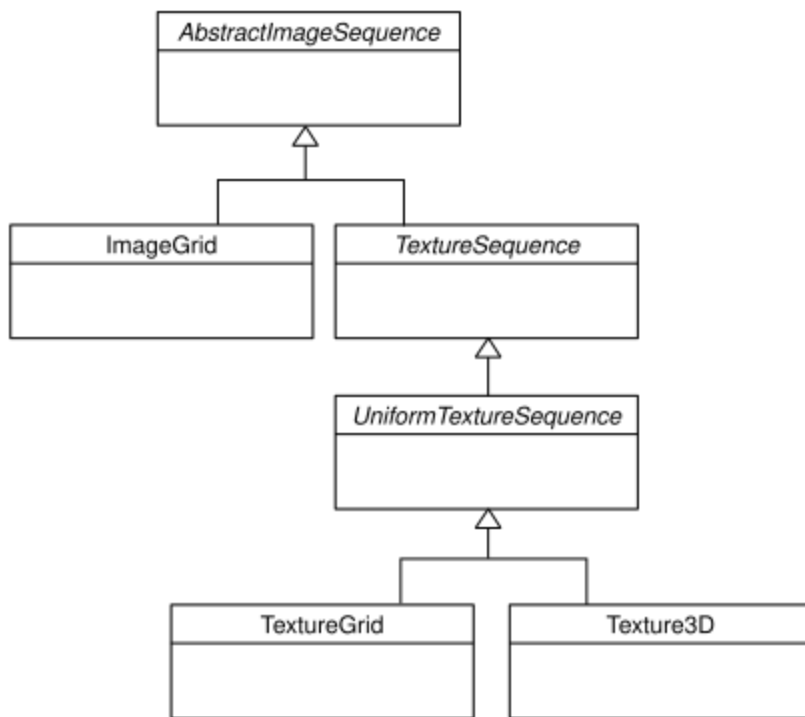 AbstractImageSequence
ImageGrid
TextureSequence
UniformTextureSequence
TextureGrid
Texture3D